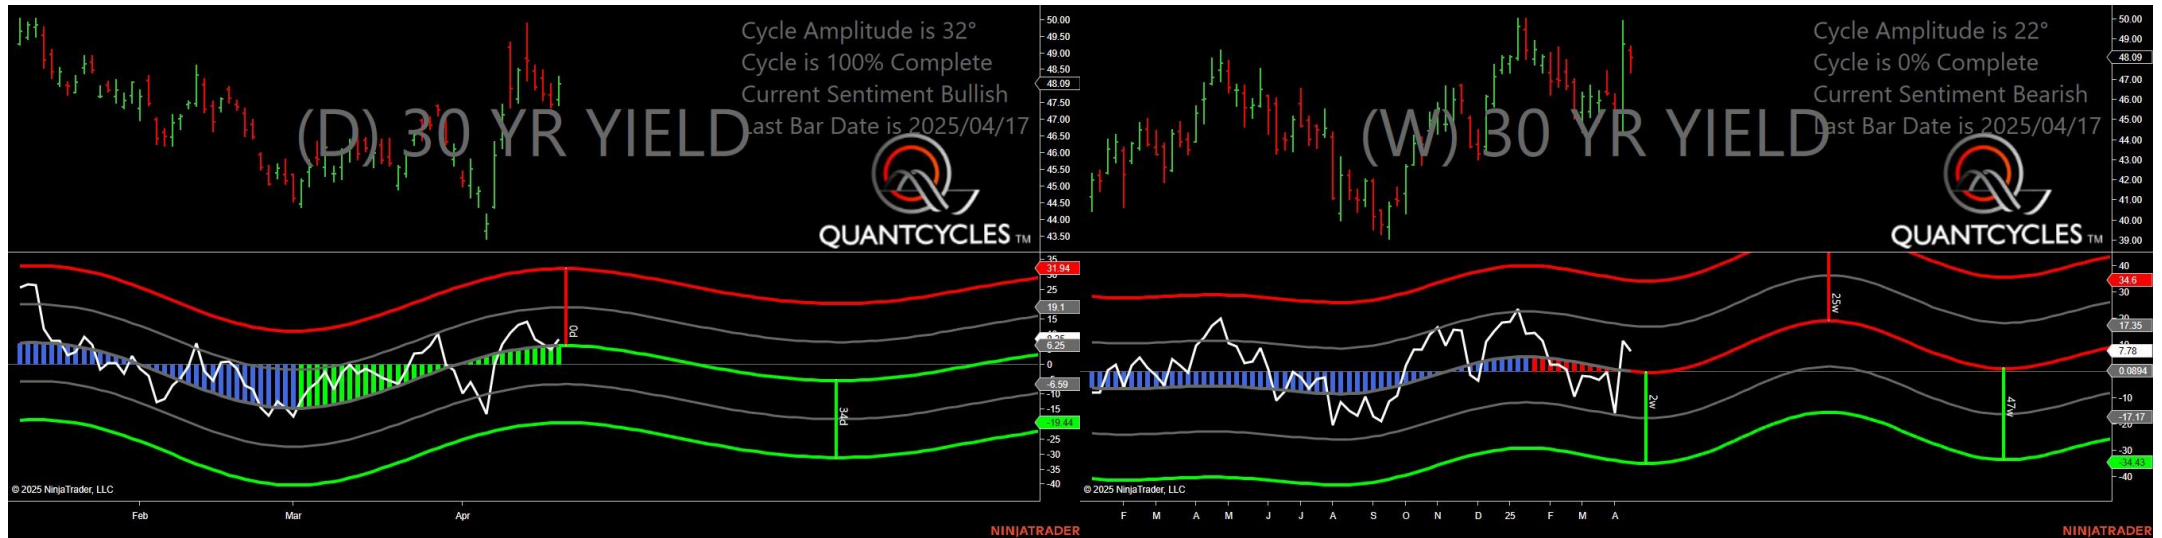 Cycle Amplitude is 32°
Cycle is 100% Complete
Current Sentiment Bullish
Last Bar Date is 2025/04/17
(D) 30 YR YIELD
QUANTCYCLES TM
50.00
49.50
49.00
48.50
48.09
47.50
47.00
46.50
46.00
45.50
45.00
44.50
44.00
43.50
35
31.94
25
19.1
15
6.25
0
-6.59
-10
-15
-19.44
-25
-30
-35
-40
0d
34d
© 2025 NinjaTrader, LLC
Feb
Mar
Apr
NINJATRADER
Cycle Amplitude is 22°
Cycle is 0% Complete
Current Sentiment Bearish
Last Bar Date is 2025/04/17
(W) 30 YR YIELD
QUANTCYCLES TM
50.00
49.00
48.09
47.00
46.00
45.00
44.00
43.00
42.00
41.00
40.00
39.00
40
34.6
30
17.35
7.78
0.0894
-10
-17.17
-20
-30
-34.43
-40
25w
2w
47w
© 2025 NinjaTrader, LLC
F
M
A
M
J
J
A
S
O
N
D
25
F
M
A
NINJATRADER